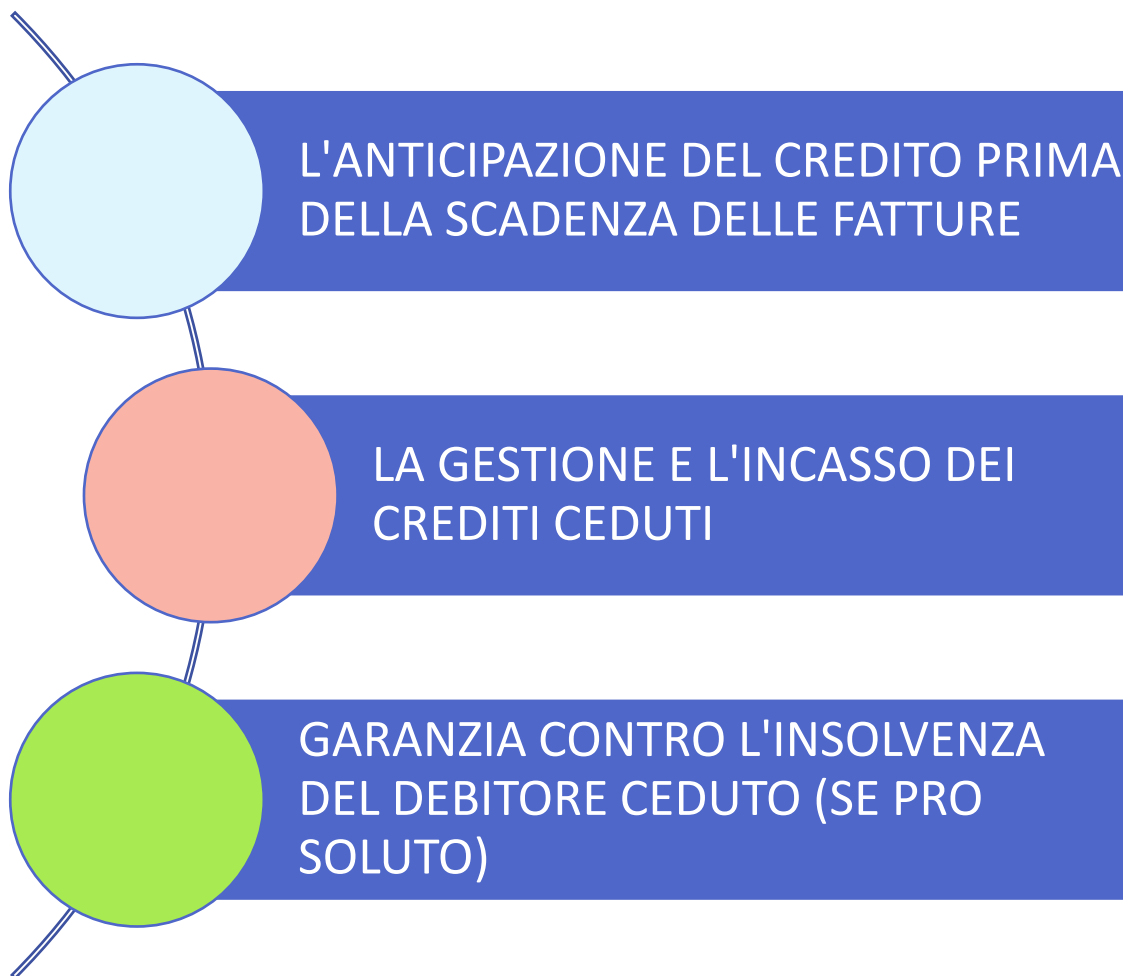 L'ANTICIPAZIONE DEL CREDITO PRIMA
DELLA SCADENZA DELLE FATTURE
LA GESTIONE E L'INCASSO DEI
CREDITI CEDUTI
GARANZIA CONTRO L'INSOLVENZA
DEL DEBITORE CEDUTO (SE PRO
SOLUTO)